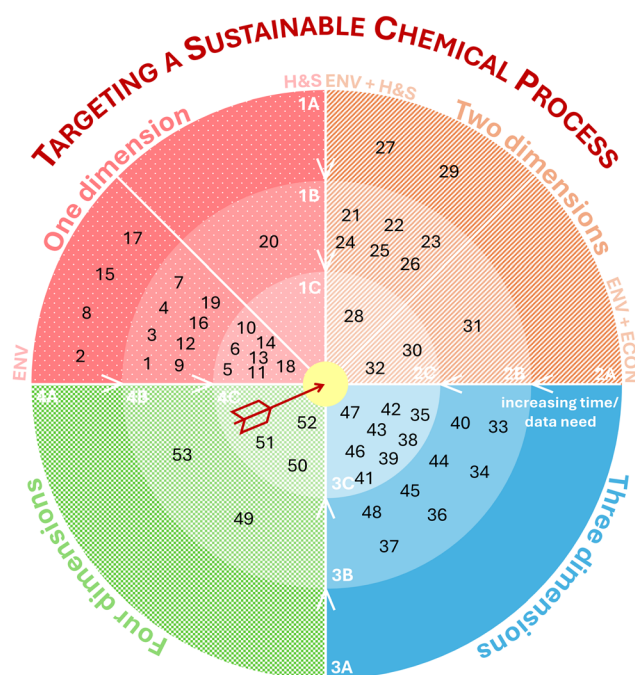 TARGETING A SUSTAINABLE CHEMICAL PROCESS
One dimension
Two dimensions
H&S
ENV + H&S
1A
27
29
1B
17
20
21
22
24
25
23
26
15
7
4
19
8
3
16
12
2
1
9
1C
10
14
6
13
5
11
18
28
31
30
32
ENV
ENV + ECON
4A
4B
4C
2C
2B
2A
increasing time/
data need
52
51
50
53
49
47
42
35
43
38
46
39
41
3C
40
33
44
34
45
48
36
37
3B
3A
Four dimensions
Three dimensions